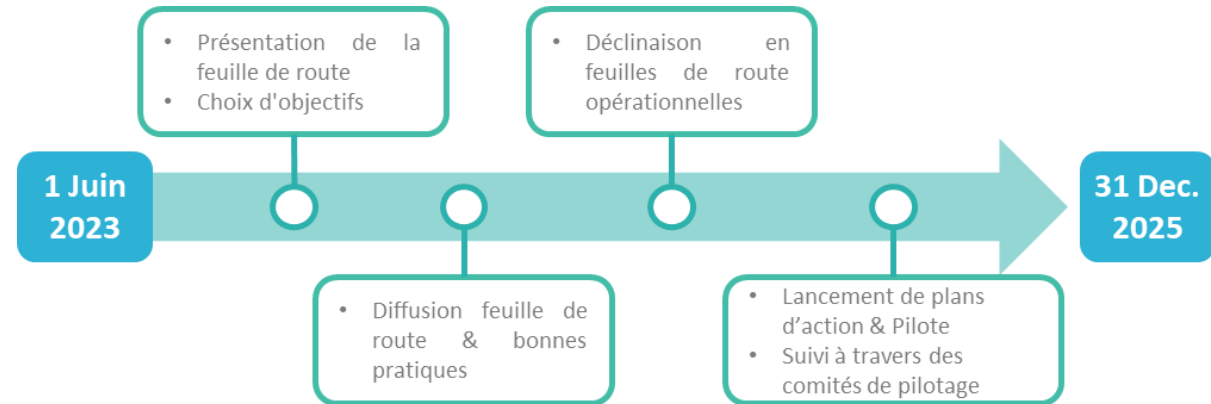 • Présentation de la
feuille de route
• Choix d'objectifs
• Déclinaison en
feuilles de route
opérationnelles
1 Juin
2023
31 Dec.
2025
• Diffusion feuille de
route & bonnes
pratiques
• Lancement de plans
d’action & Pilote
• Suivi à travers des
comités de pilotage